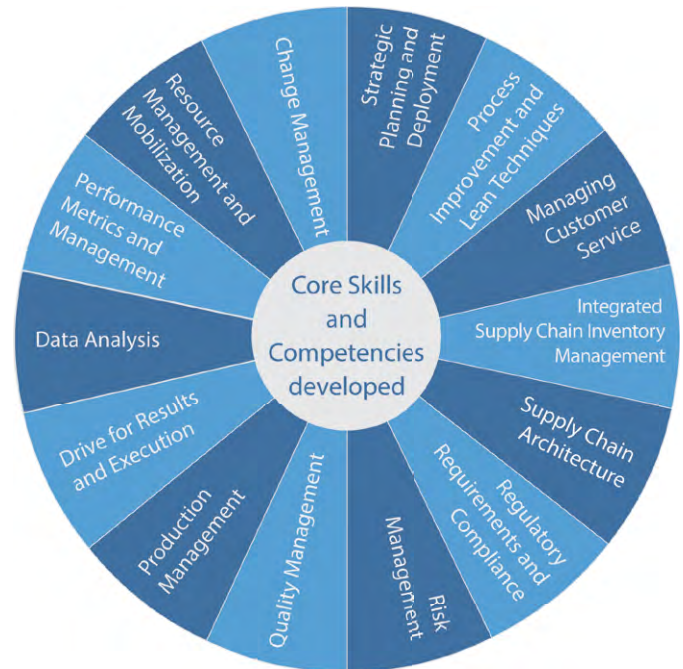 Core Skills
and
Competencies
developed
Strategic
Planning and
Deployment
Process
Improvement and
Lean Techniques
Managing
Customer
Service
Integrated
Supply Chain Inventory
Management
Supply Chain
Architecture
Regulatory
Requirements and
Compliance
Risk
Management
Quality Management
Production
Management
Drive for Results
and Execution
Data Analysis
Performance
Metrics and
Management
Resource
Management and
Mobilization
Change Management